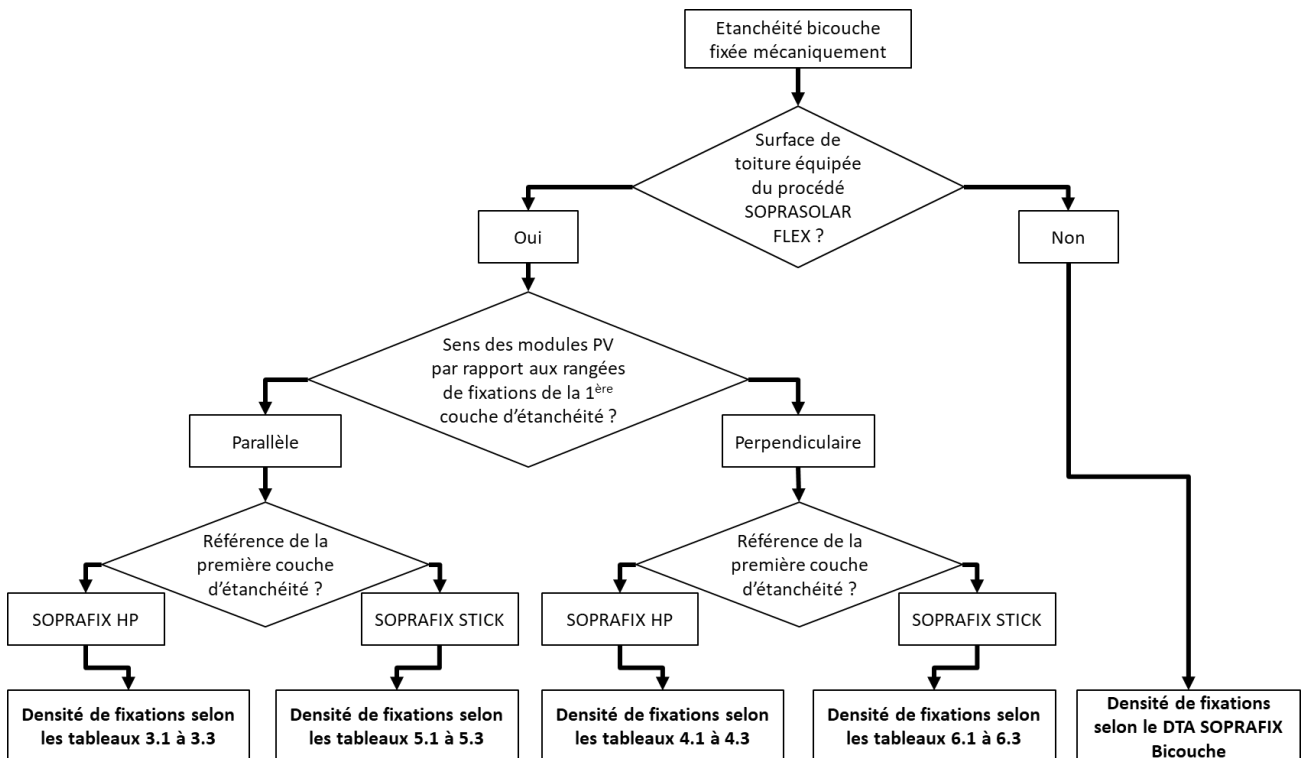 Etanchéité bicouche
fixée mécaniquement
Surface de
toiture équipée
du procédé
SOPRASOLAR
FLEX ?
Oui
Non
Sens des modules PV
par rapport aux rangées
de fixations de la 1ère
couche d'étanchéité ?
Parallèle
Perpendiculaire
Référence de la
première couche
d'étanchéité ?
Référence de la
première couche
d'étanchéité ?
SOPRAFIX HP
SOPRAFIX STICK
SOPRAFIX HP
SOPRAFIX STICK
Densité de fixations selon
les tableaux 3.1 à 3.3
Densité de fixations selon
les tableaux 5.1 à 5.3
Densité de fixations selon
les tableaux 4.1 à 4.3
Densité de fixations selon
les tableaux 6.1 à 6.3
Densité de fixations
selon le DTA SOPRAFIX
Bicouche